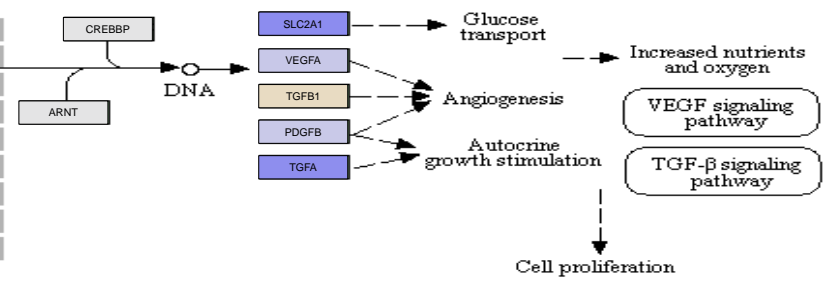 CREBBP
ARNT
DNA
SLC2A1
VEGFA
TGFB1
PDGFB
TGFA
Glucose
transport
Angiogenesis
Autocrine
growth stimulation
Increased nutrients
and oxygen
VEGF signaling
pathway
TGF-β signaling
pathway
Cell proliferation